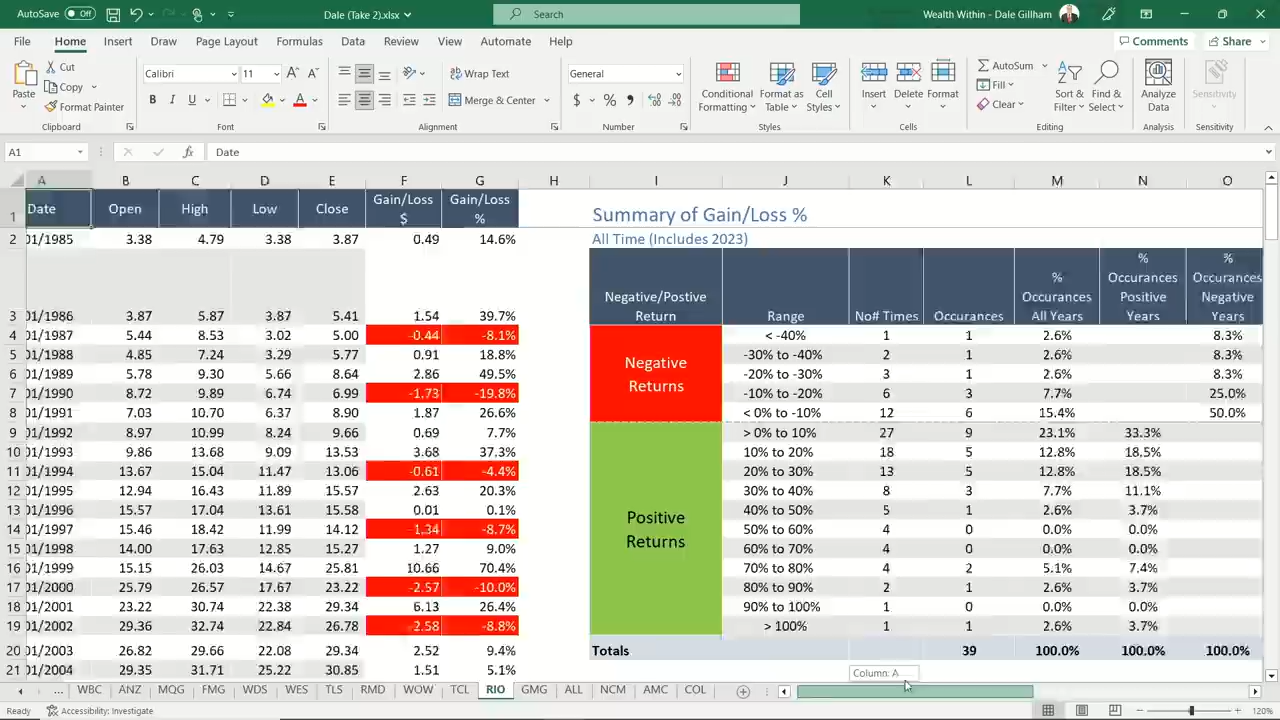 AutoSave Off Dale (Take 2).xlsx Search Wealth Within - Dale Gillham
File Home Insert Draw Page Layout Formulas Data Review View Automate Help Comments Share
Paste Cut Copy Format Painter Calibri 11 Wrap Text Merge & Center General Conditional Formatting Format as Table Cell Styles Insert Delete Format AutoSum Fill Clear Sort & Filter Find & Select Analyze Data Sensitivity
Clipboard Font Alignment Number Styles Cells Editing Analysis Sensitivity
A1 fx Date
A B C D E F G H I J K L M N O
1 Date Open High Low Close Gain/Loss $ Gain/Loss % Summary of Gain/Loss %
2 01/1985 3.38 4.79 3.38 3.87 0.49 14.6% All Time (Includes 2023)
Negative/Postive Return Range No# Times Occurances % Occurances All Years % Occurances Positive Years % Occurances Negative Years
3 01/1986 3.87 5.87 3.87 5.41 1.54 39.7%
4 01/1987 5.44 8.53 3.02 5.00 -0.44 -8.1% < -40% 1 1 2.6% 8.3%
5 01/1988 4.85 7.24 3.29 5.77 0.91 18.8% -30% to -40% 2 1 2.6% 8.3%
Negative Returns
6 01/1989 5.78 9.30 5.66 8.64 2.86 49.5% -20% to -30% 3 1 2.6% 8.3%
7 01/1990 8.72 9.89 6.74 6.99 -1.73 -19.8% -10% to -20% 6 3 7.7% 25.0%
8 01/1991 7.03 10.70 6.37 8.90 1.87 26.6% < 0% to -10% 12 6 15.4% 50.0%
9 01/1992 8.97 10.99 8.24 9.66 0.69 7.7% > 0% to 10% 27 9 23.1% 33.3%
10 01/1993 9.86 13.68 9.09 13.53 3.68 37.3% 10% to 20% 18 5 12.8% 18.5%
11 01/1994 13.67 15.04 11.47 13.06 -0.61 -4.4% 20% to 30% 13 5 12.8% 18.5%
12 01/1995 12.94 16.43 11.89 15.57 2.63 20.3% 30% to 40% 8 3 7.7% 11.1%
13 01/1996 15.57 17.04 13.61 15.58 0.01 0.1% 40% to 50% 5 1 2.6% 3.7%
Positive Returns
14 01/1997 15.46 18.42 11.99 14.12 -1.34 -8.7% 50% to 60% 4 0 0.0% 0.0%
15 01/1998 14.00 17.63 12.85 15.27 1.27 9.0% 60% to 70% 4 0 0.0% 0.0%
16 01/1999 15.15 26.03 14.67 25.81 10.66 70.4% 70% to 80% 4 2 5.1% 7.4%
17 01/2000 25.79 26.57 17.67 23.22 -2.57 -10.0% 80% to 90% 2 1 2.6% 3.7%
18 01/2001 23.22 30.74 22.38 29.34 6.13 26.4% 90% to 100% 1 0 0.0% 0.0%
19 01/2002 29.36 32.74 22.84 26.78 -2.58 -8.8% > 100% 1 1 2.6% 3.7%
20 01/2003 26.82 29.66 22.08 29.34 2.52 9.4% Totals 39 100.0% 100.0% 100.0%
21 01/2004 29.35 31.71 25.22 30.85 1.51 5.1%
Column: A
... WBC ANZ MQG FMG WDS WES TLS RMD WOW TCL RIO GMG ALL NCM AMC COL
Ready Accessibility: Investigate 120%